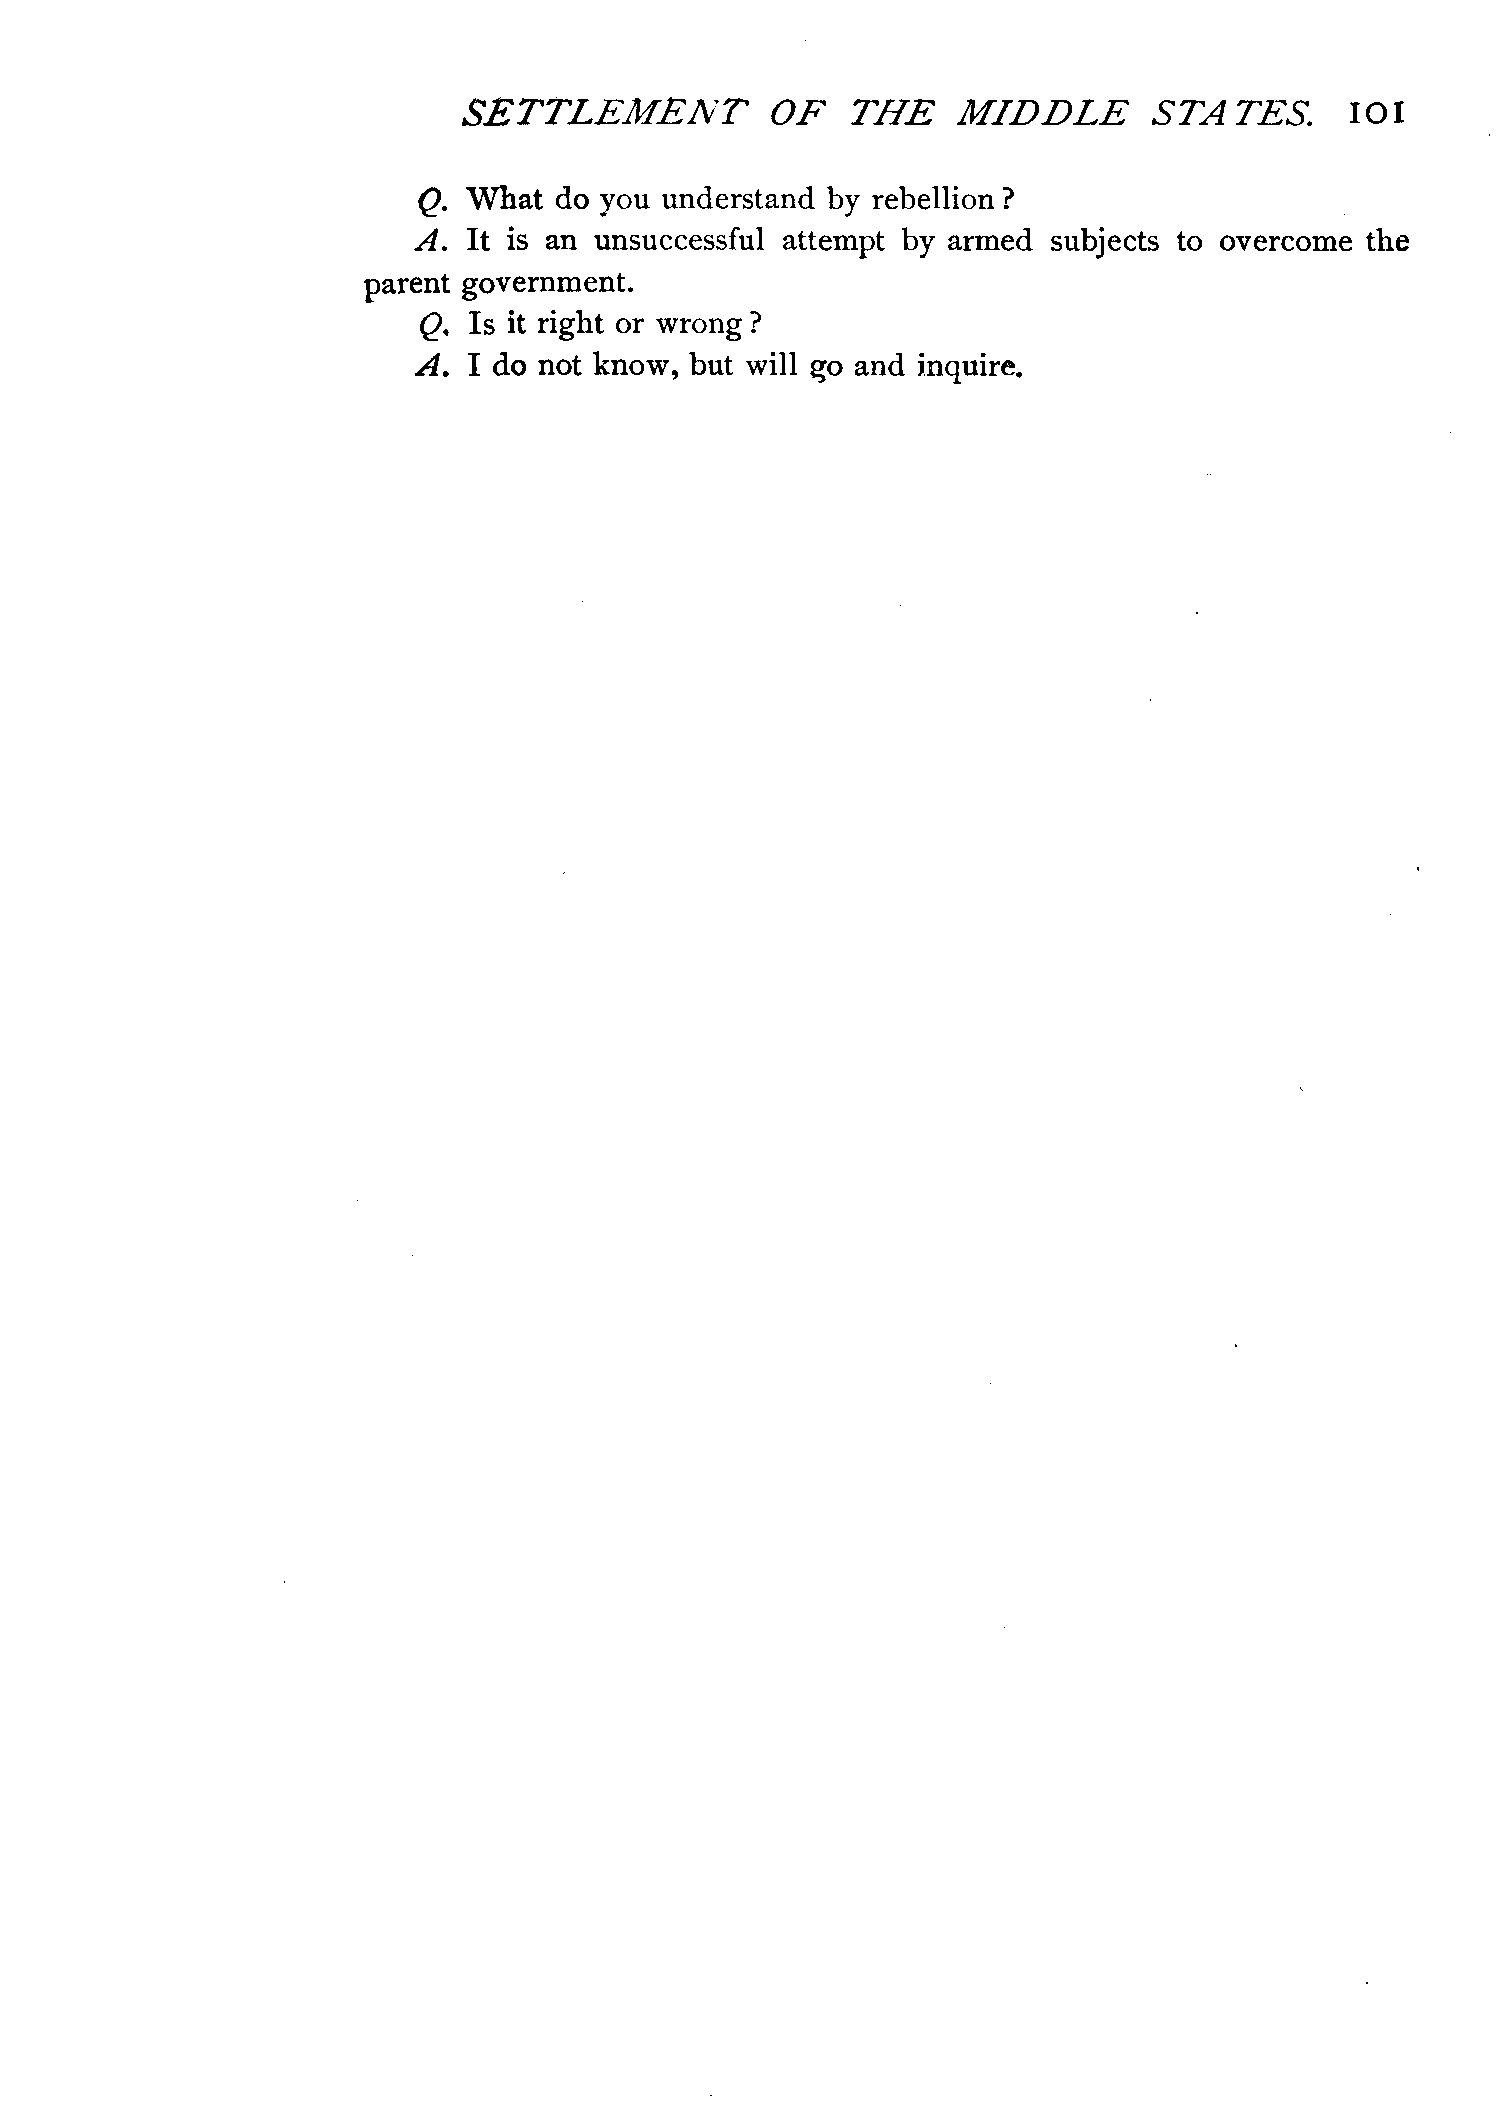 SETTLEMENT OF THE MIDDLE STATES. 101
Q. What do you understand by rebellion?
A. It is an unsuccessful attempt by armed subjects to overcome the
parent government.
Q. Is it right or wrong?
A. I do not know, but will go and inquire.